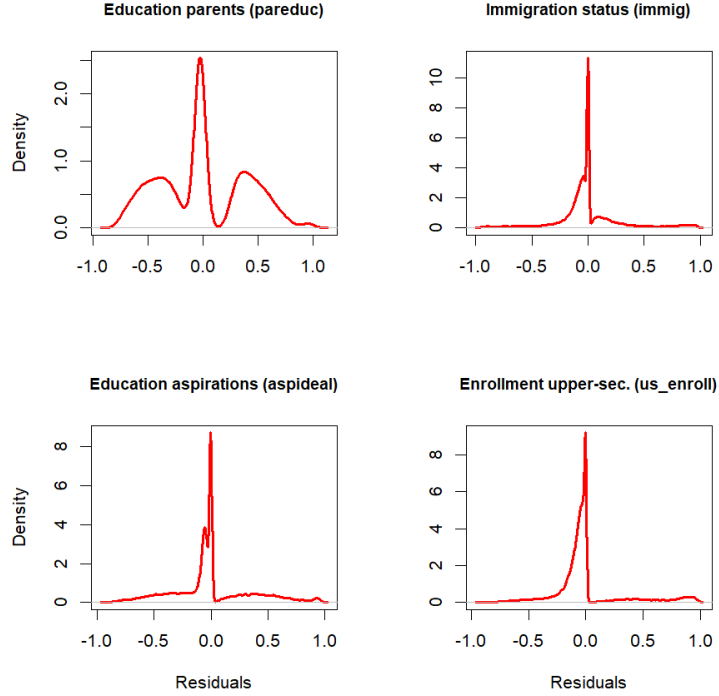 Education parents (pareduc)
Density
0.0 1.0 2.0
-1.0 -0.5 0.0 0.5 1.0
Immigration status (immig)
0 2 4 6 8 10
-1.0 -0.5 0.0 0.5 1.0
Education aspirations (aspideal)
Density
0 2 4 6 8
-1.0 -0.5 0.0 0.5 1.0
Residuals
Enrollment upper-sec. (us_enroll)
0 2 4 6 8
-1.0 -0.5 0.0 0.5 1.0
Residuals